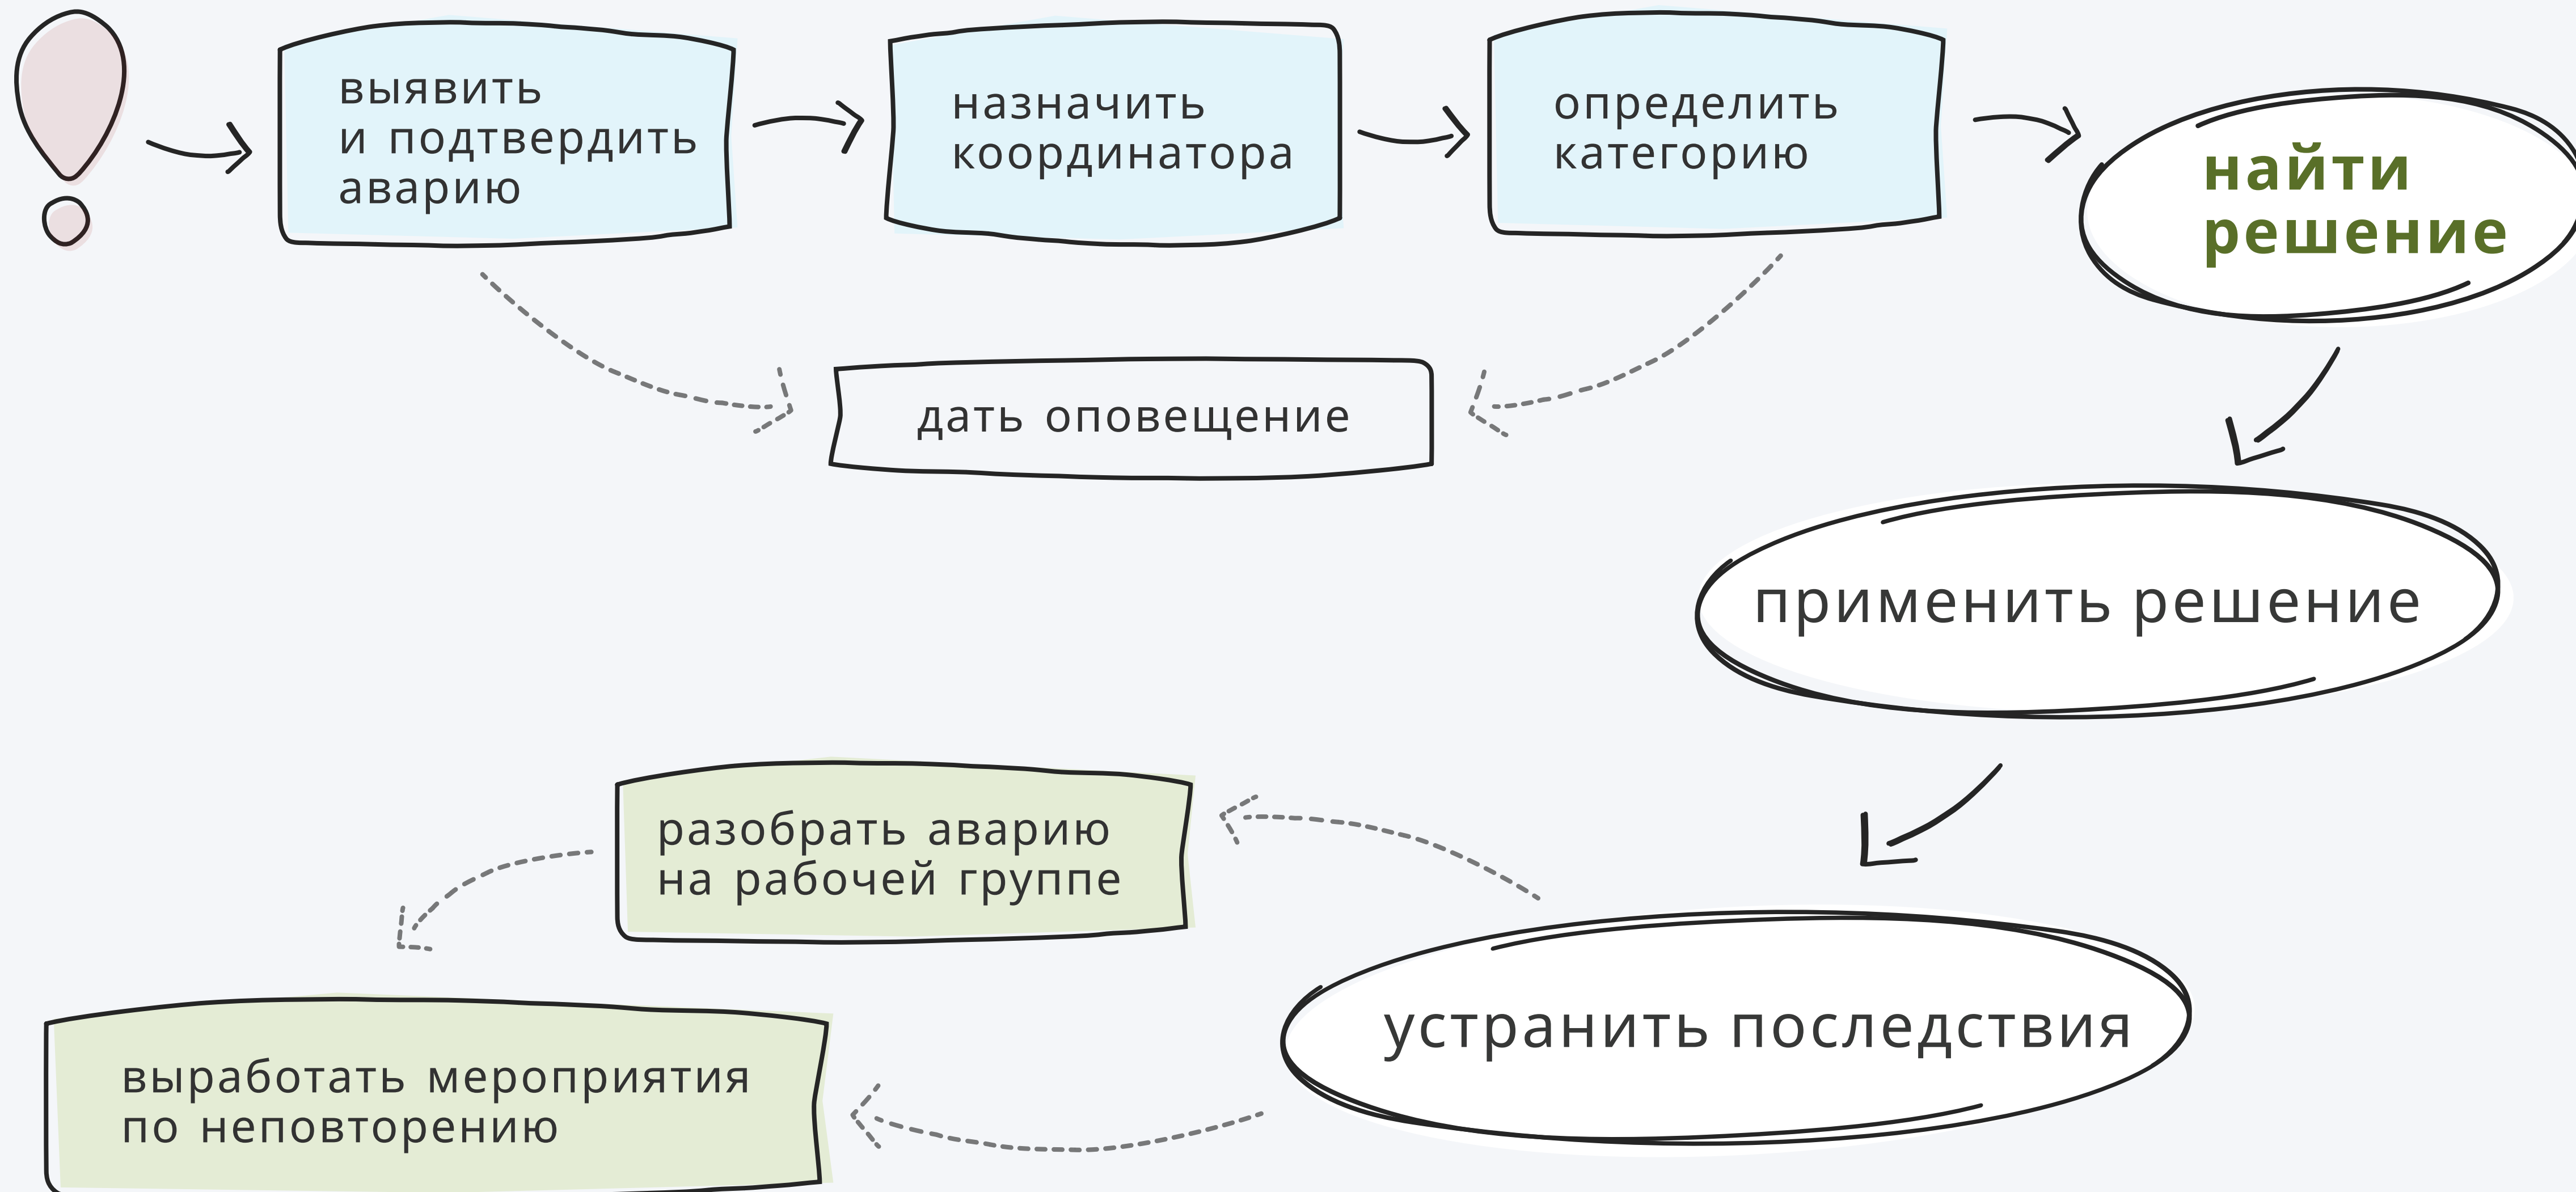 выявить
и подтвердить
аварию
назначить
координатора
определить
категорию
найти
решение
дать оповещение
применить решение
разобрать аварию
на рабочей группе
устранить последствия
выработать мероприятия
по неповторению